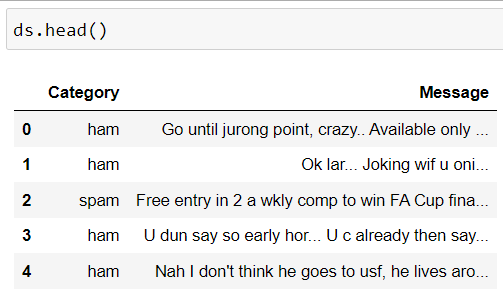 ds.head()
Category Message
0 ham Go until jurong point, crazy.. Available only ...
1 ham Ok lar... Joking wif u oni...
2 spam Free entry in 2 a wkly comp to win FA Cup fina...
3 ham U dun say so early hor... U c already then say...
4 ham Nah I don't think he goes to usf, he lives aro...